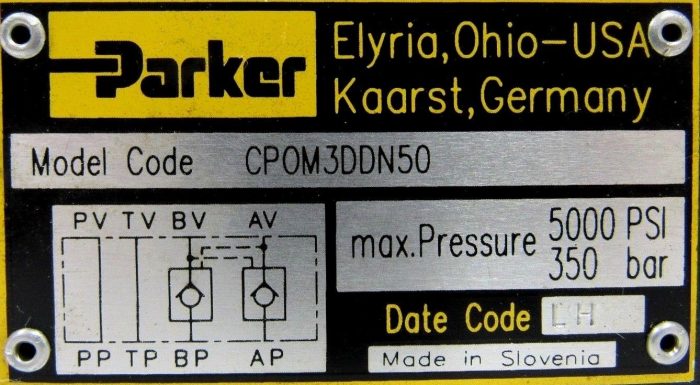 Parker
Elyria,Ohio-USA
Kaarst,Germany
Model Code CPOM3DDN50
PV TV BV AV
PP TP BP AP
max.Pressure 5000 PSI
350 bar
Date Code LH
Made in Slovenia